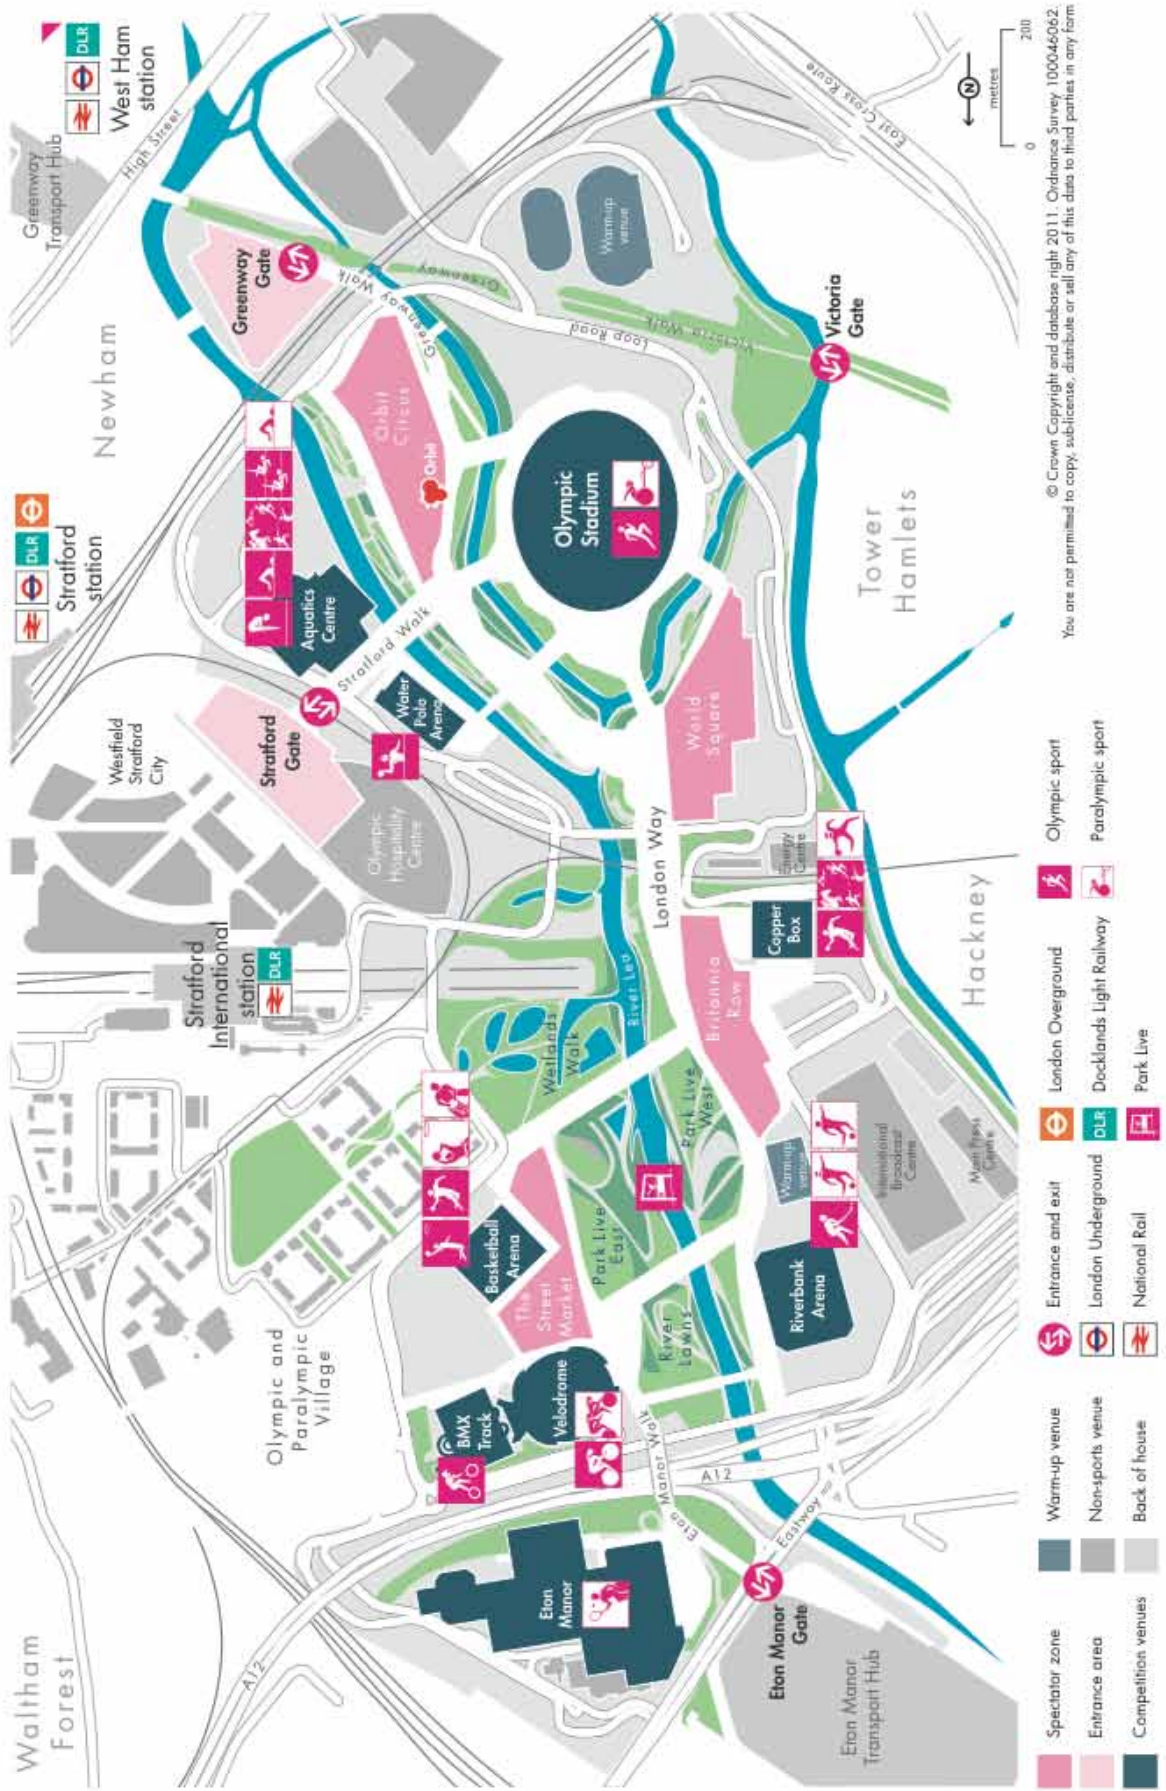 Waltham
Forest
A12
Eton Manor
Transport Hub
Eton Manor
Gate
Eton
Manor
Eastway
Eton Manor Walk
A12
BMX
Track
Velodrome
Olympic and
Paralympic
Village
The
Street
Market
Basketball
Arena
River
Lawns
Park Live
East
Park Live
West
Riverbank
Arena
Warm-up
venue
International
Broadcast
Centre
Main Press
Centre
Wetlands
Walk
River Lea
Britannia
Row
Copper
Box
Energy
Centre
Hackney
London Way
World
Square
Stratford
International
station
DLR
Westfield
Stratford
City
Olympic
Hospitality
Centre
Stratford
Gate
Stratford Walk
Water
Polo
Arena
Aquatics
Centre
DLR
Stratford
station
Newham
Olympic
Stadium
Orbit
Orbit
Circus
Tower
Hamlets
Victoria
Gate
Victoria Walk
Loop Road
Greenway Walk
Greenway
Greenway
Greenway
Gate
Warm-up
venue
East Cross Route
High Street
Greenway
Transport Hub
DLR
West Ham
station
N
metres
0
200
Spectator zone
Entrance area
Competition venues
Warm-up venue
Non-sports venue
Back of house
Entrance and exit
London Underground
National Rail
London Overground
DLR
Docklands Light Railway
Park Live
Olympic sport
Paralympic sport
© Crown Copyright and database right 2011. Ordnance Survey 100046062.
You are not permitted to copy, sub-license, distribute or sell any of this data to third parties in any form